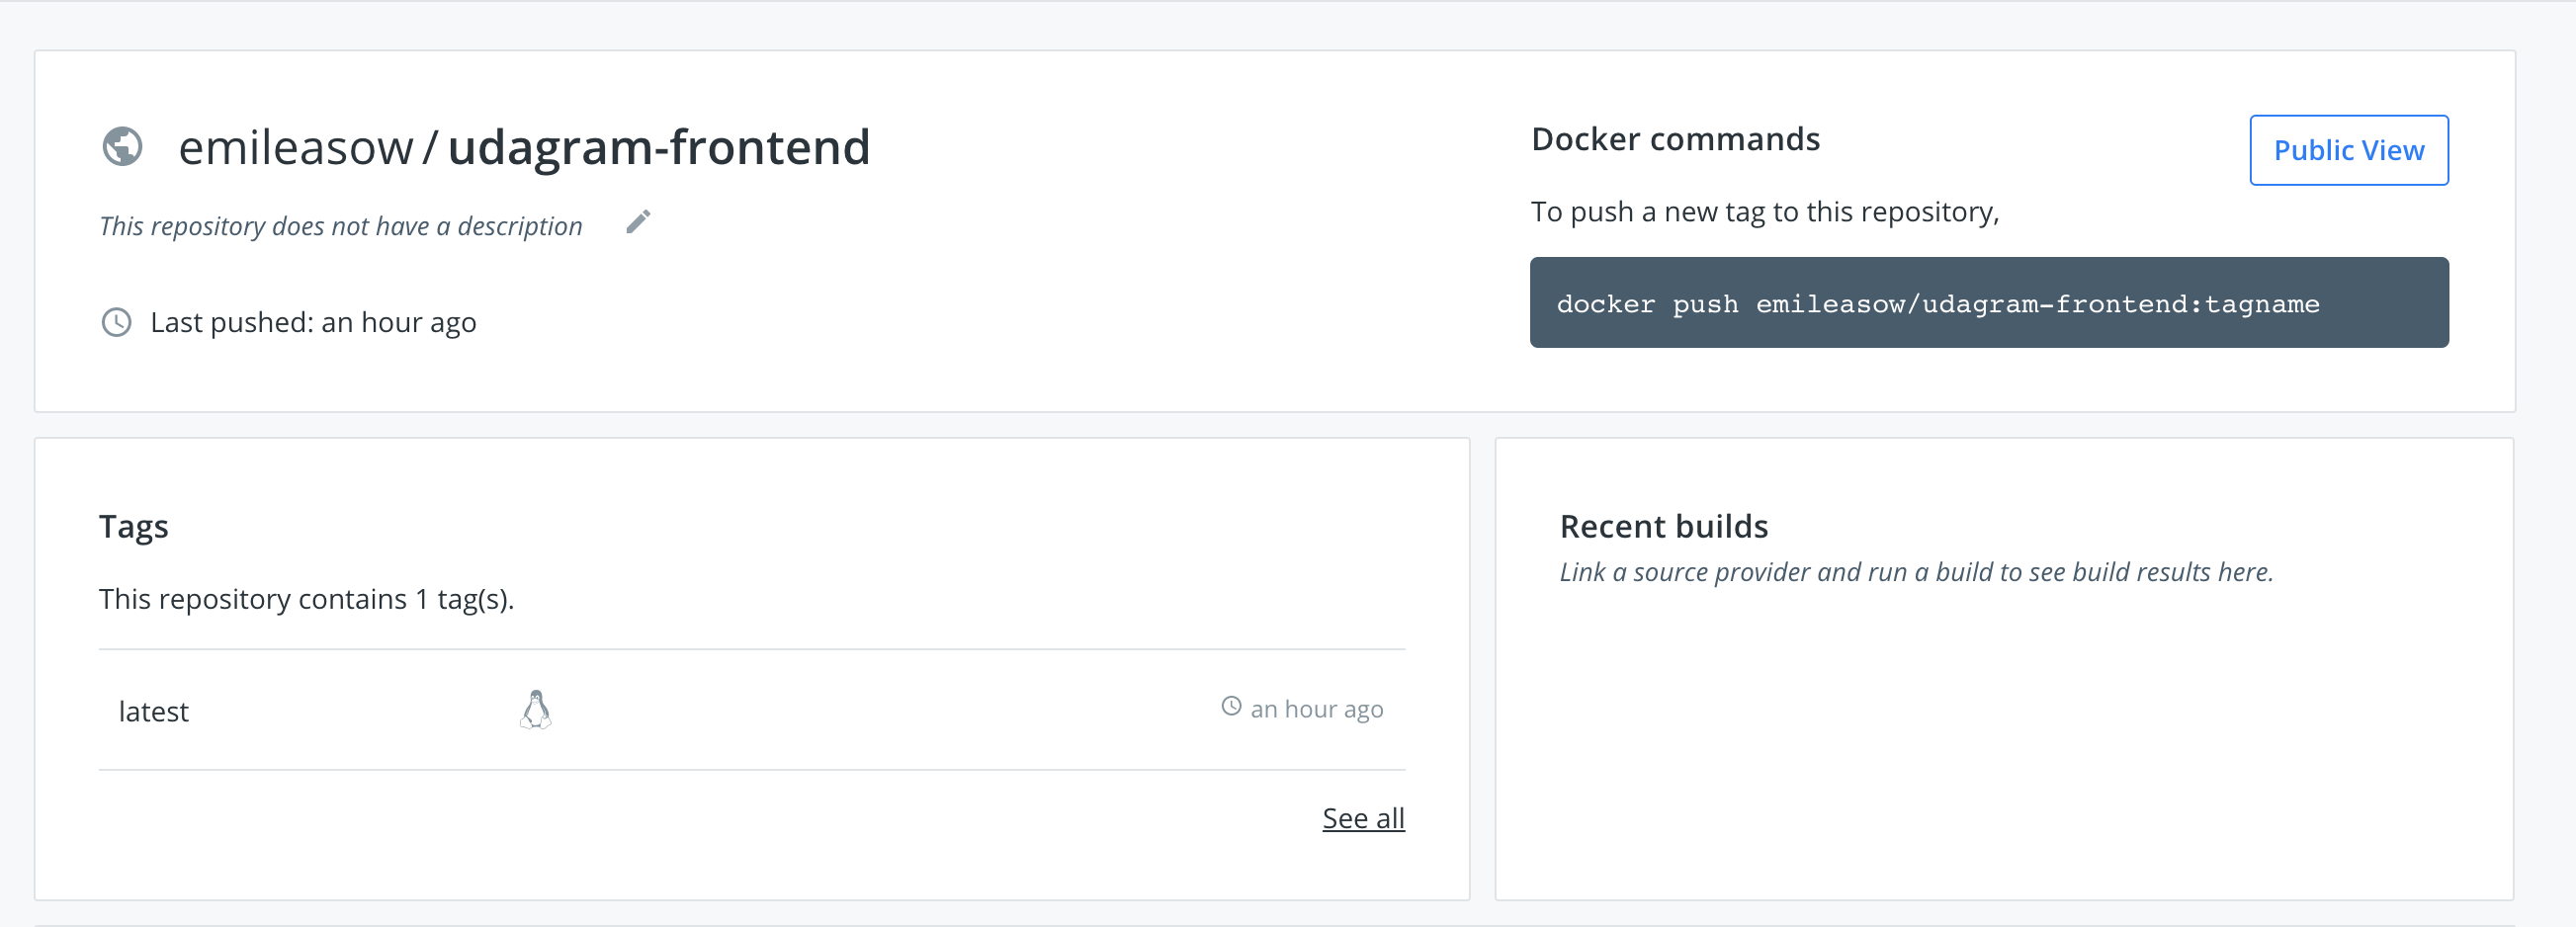 emileasow / udagram-frontend
This repository does not have a description
Last pushed: an hour ago
Docker commands
Public View
To push a new tag to this repository,
docker push emileasow/udagram-frontend:tagname
Tags
This repository contains 1 tag(s).
latest
an hour ago
See all
Recent builds
Link a source provider and run a build to see build results here.